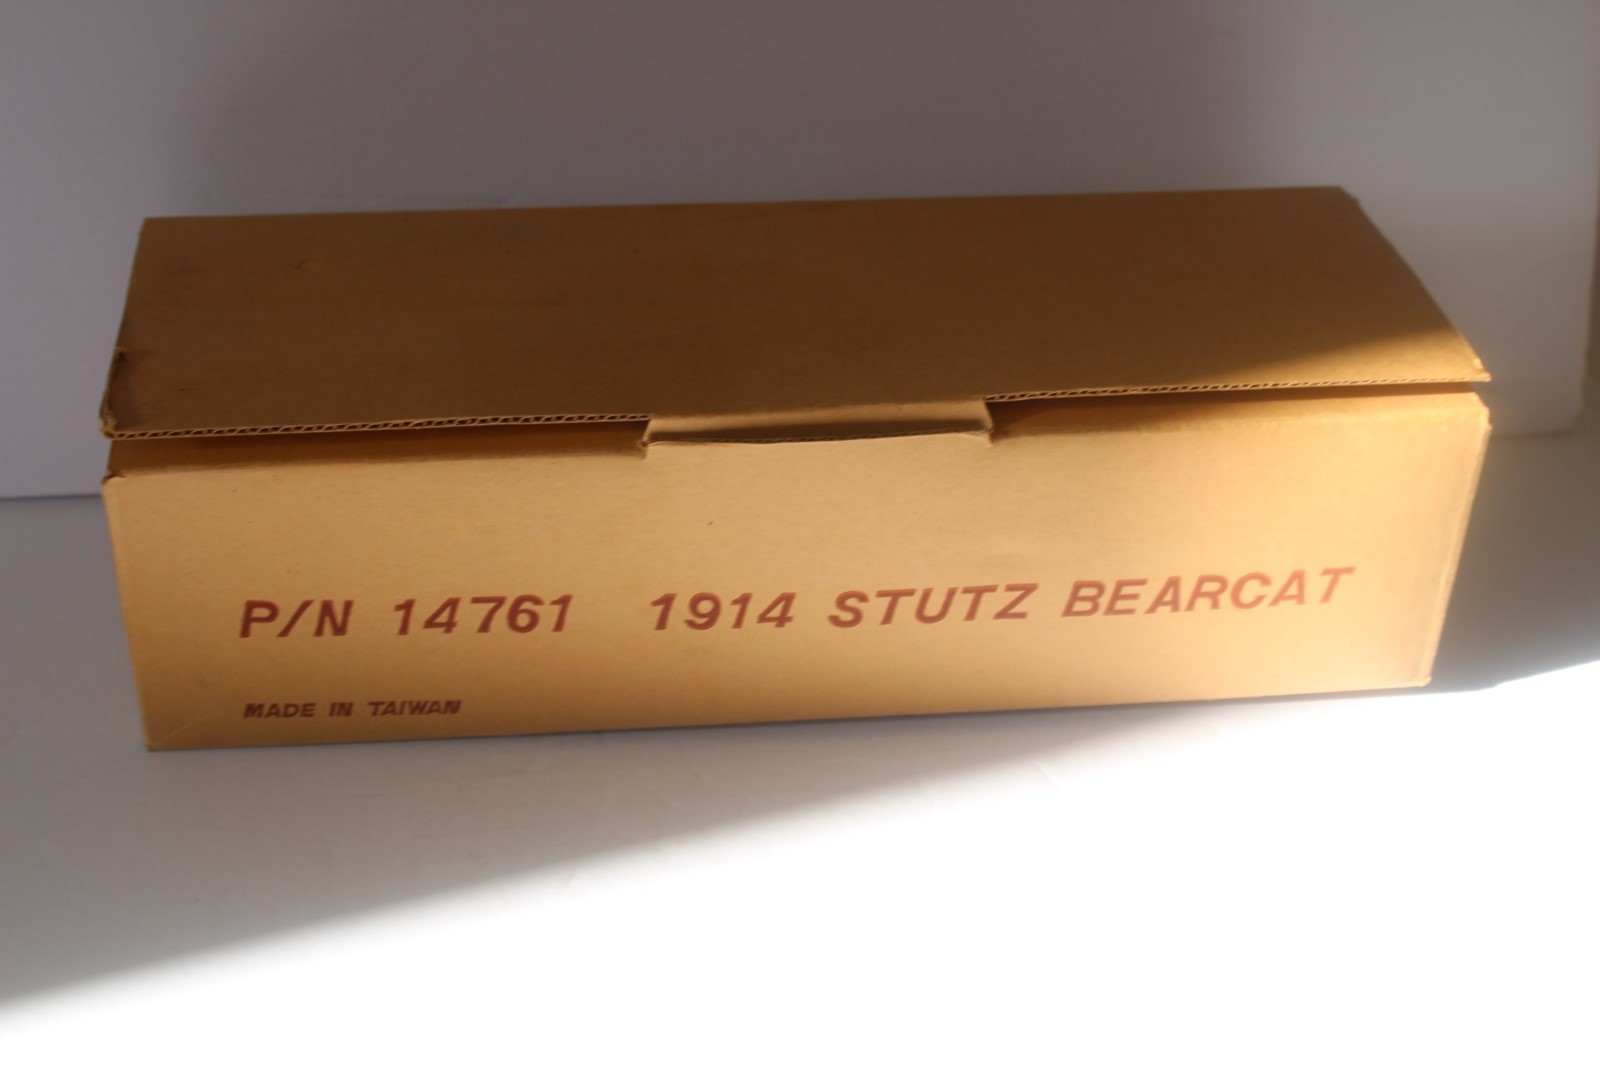 P/N 14761 1914 STUTZ BEARCAT
MADE IN TAIWAN